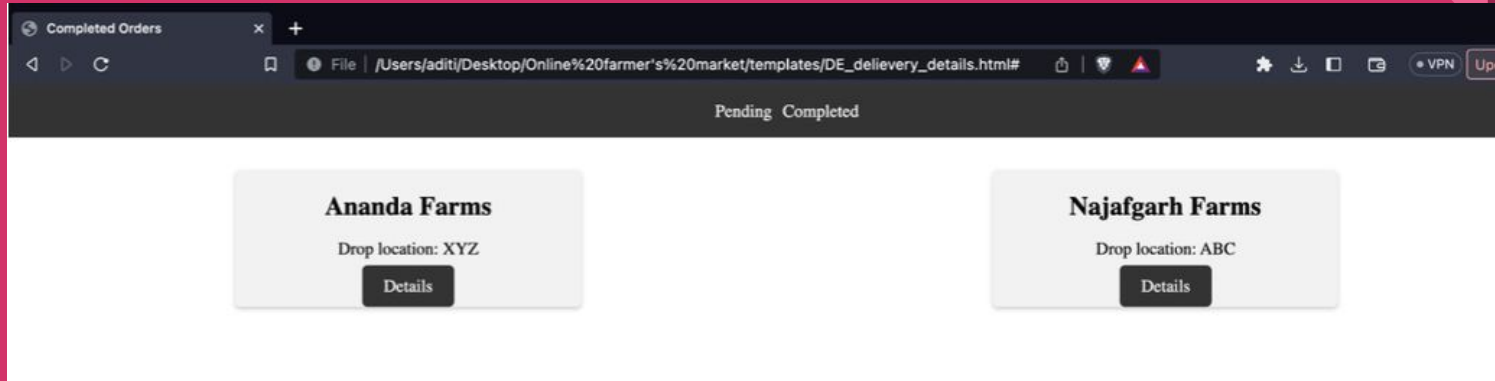 Completed Orders
File | /Users/aditi/Desktop/Online%20farmer's%20market/templates/DE_delievery_details.html#
VPN
Pending Completed
Ananda Farms
Najafgarh Farms
Drop location: XYZ
Drop location: ABC
Details
Details